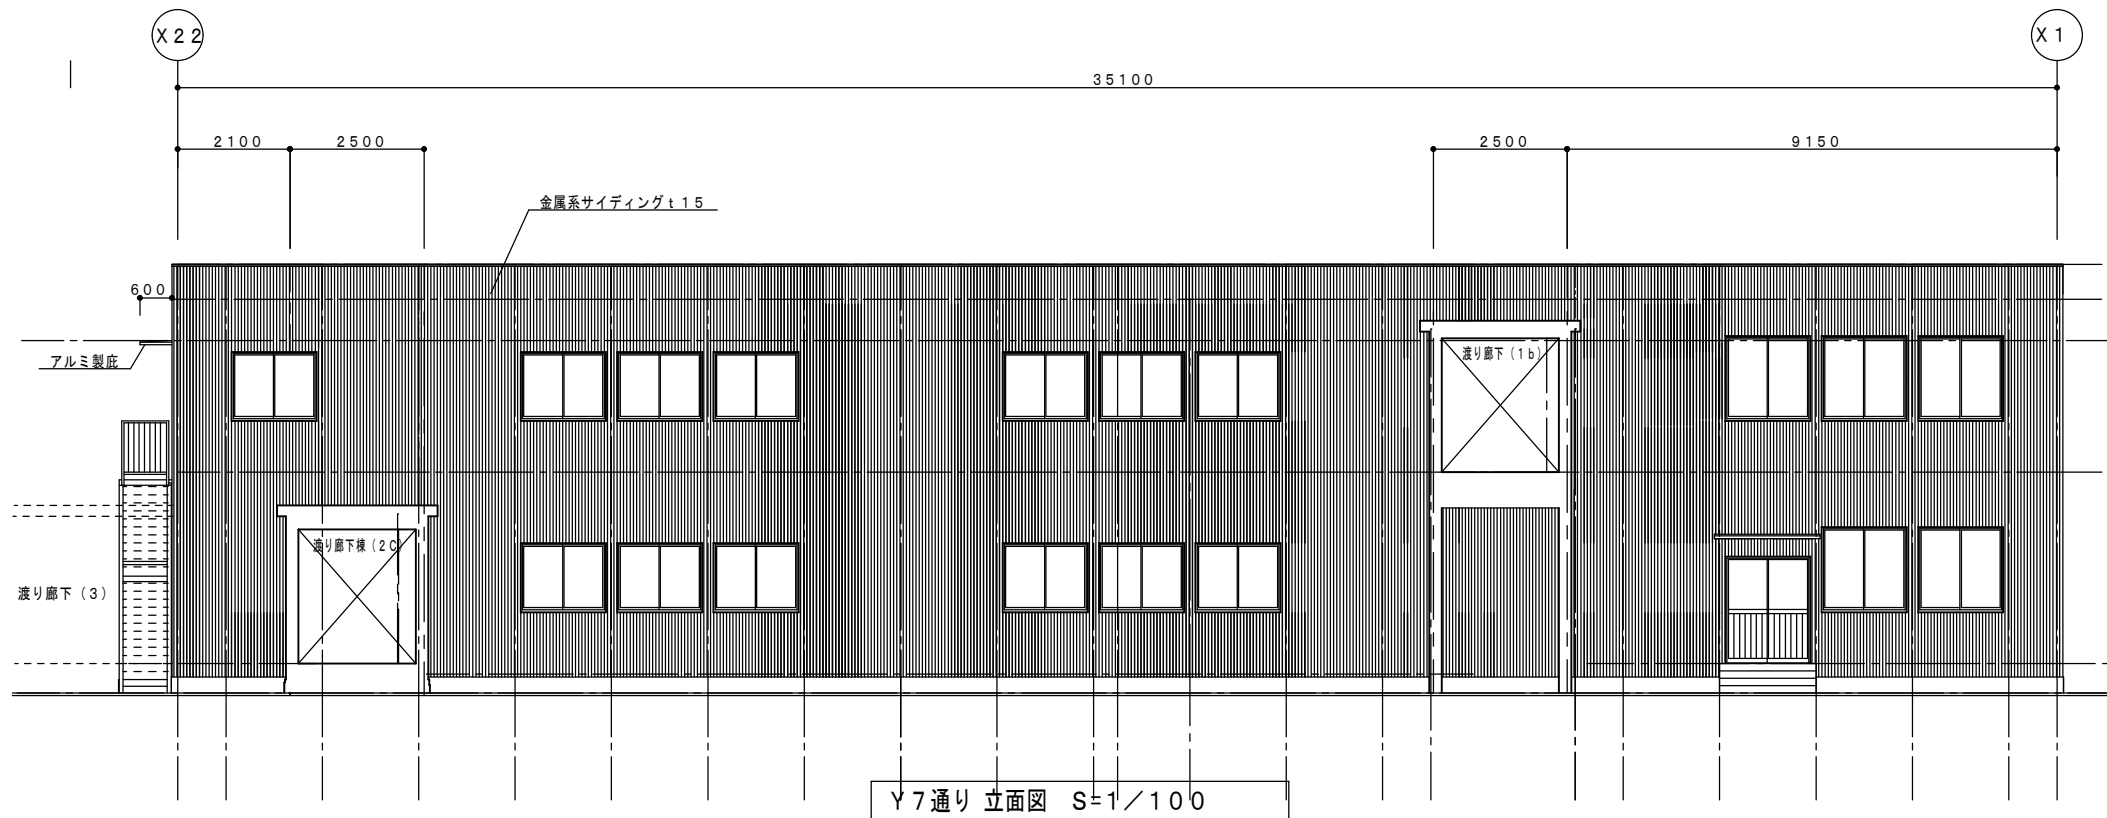 X22
X1
35100
2100
2500
2500
9150
金属系サイディングt15
600
アルミ製庇
渡り廊下(1b)
渡り廊下棟(2C)
渡り廊下(3)
Y7通り 立面図 S=1/100